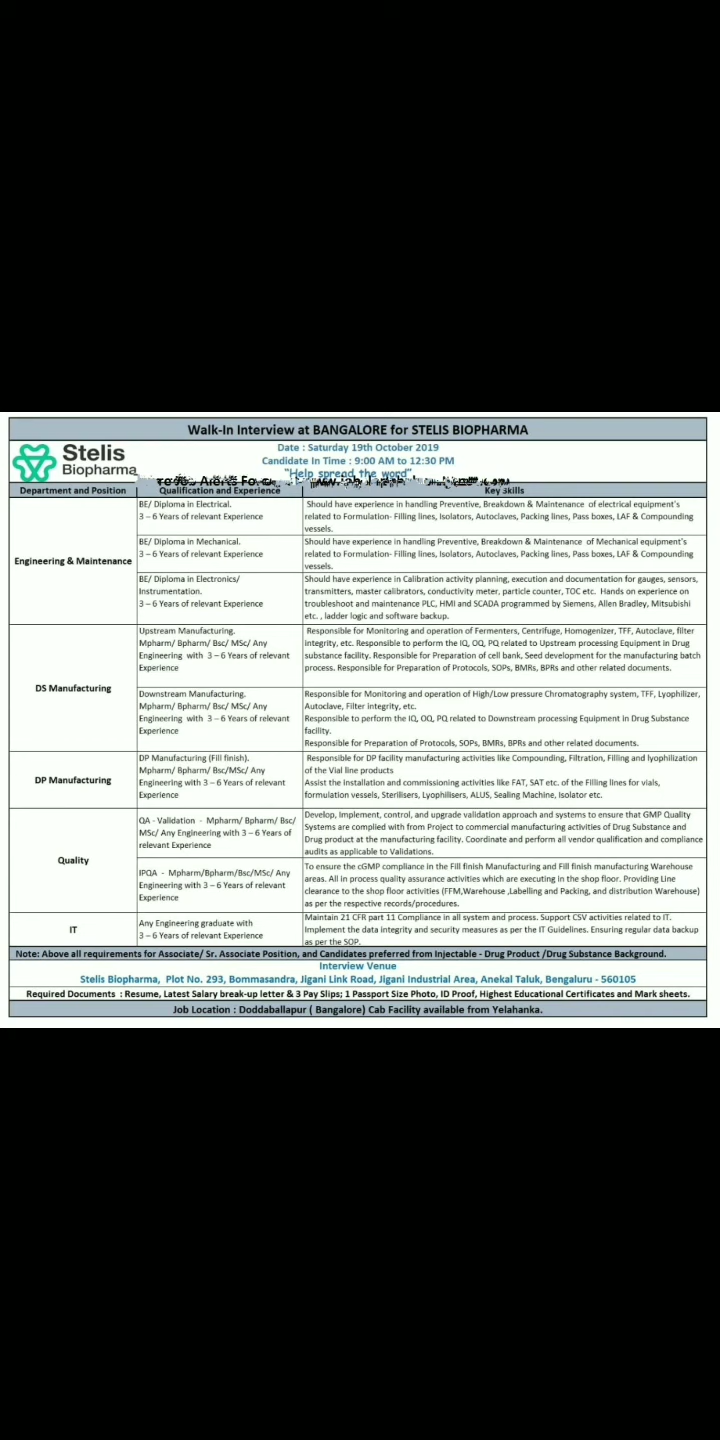 Walk-In Interview at BANGALORE for STELIS BIOPHARMA
Stelis
Biopharma
Date : Saturday 19th October 2019
Candidate In Time : 9:00 AM to 12:30 PM
"Help spread the word"
Department and Position Qualification and Experience Key Skills
Engineering & Maintenance
BE/ Diploma in Electrical.
3 – 6 Years of relevant Experience
Should have experience in handling Preventive, Breakdown & Maintenance of electrical equipment's
related to Formulation- Filling lines, Isolators, Autoclaves, Packing lines, Pass boxes, LAF & Compounding
vessels.
BE/ Diploma in Mechanical.
3 – 6 Years of relevant Experience
Should have experience in handling Preventive, Breakdown & Maintenance of Mechanical equipment's
related to Formulation- Filling lines, Isolators, Autoclaves, Packing lines, Pass boxes, LAF & Compounding
vessels.
BE/ Diploma in Electronics/
Instrumentation.
3 – 6 Years of relevant Experience
Should have experience in Calibration activity planning, execution and documentation for gauges, sensors,
transmitters, master calibrators, conductivity meter, particle counter, TOC etc. Hands on experience on
troubleshoot and maintenance PLC, HMI and SCADA programmed by Siemens, Allen Bradley, Mitsubishi
etc. , ladder logic and software backup.
DS Manufacturing
Upstream Manufacturing.
Mpharm/ Bpharm/ Bsc/ MSc/ Any
Engineering with 3 – 6 Years of relevant
Experience
Responsible for Monitoring and operation of Fermenters, Centrifuge, Homogenizer, TFF, Autoclave, filter
integrity, etc. Responsible to perform the IQ, OQ, PQ related to Upstream processing Equipment in Drug
substance facility. Responsible for Preparation of cell bank, Seed development for the manufacturing batch
process. Responsible for Preparation of Protocols, SOPs, BMRs, BPRs and other related documents.
Downstream Manufacturing.
Mpharm/ Bpharm/ Bsc/ MSc/ Any
Engineering with 3 – 6 Years of relevant
Experience
Responsible for Monitoring and operation of High/Low pressure Chromatography system, TFF, Lyophilizer,
Autoclave, Filter integrity, etc.
Responsible to perform the IQ, OQ, PQ related to Downstream processing Equipment in Drug Substance
facility.
Responsible for Preparation of Protocols, SOPs, BMRs, BPRs and other related documents.
DP Manufacturing
DP Manufacturing (Fill finish).
Mpharm/ Bpharm/ Bsc/MSc/ Any
Engineering with 3 – 6 Years of relevant
Experience
Responsible for DP facility manufacturing activities like Compounding, Filtration, Filling and lyophilization
of the Vial line products
Assist the installation and commissioning activities like FAT, SAT etc. of the Filling lines for vials,
formulation vessels, Sterilisers, Lyophilisers, ALUS, Sealing Machine, Isolator etc.
Quality
QA - Validation - Mpharm/ Bpharm/ Bsc/
MSc/ Any Engineering with 3 – 6 Years of
relevant Experience
Develop, Implement, control, and upgrade validation approach and systems to ensure that GMP Quality
Systems are complied with from Project to commercial manufacturing activities of Drug Substance and
Drug product at the manufacturing facility. Coordinate and perform all vendor qualification and compliance
audits as applicable to Validations.
IPQA - Mpharm/Bpharm/Bsc/MSc/ Any
Engineering with 3 – 6 Years of relevant
Experience
To ensure the cGMP compliance in the Fill finish Manufacturing and Fill finish manufacturing Warehouse
areas. All in process quality assurance activities which are executing in the shop floor. Providing Line
clearance to the shop floor activities (FFM,Warehouse ,Labelling and Packing, and distribution Warehouse)
as per the respective records/procedures.
IT
Any Engineering graduate with
3 – 6 Years of relevant Experience
Maintain 21 CFR part 11 Compliance in all system and process. Support CSV activities related to IT.
Implement the data integrity and security measures as per the IT Guidelines. Ensuring regular data backup
as per the SOP.
Note: Above all requirements for Associate/ Sr. Associate Position, and Candidates preferred from Injectable - Drug Product /Drug Substance Background.
Interview Venue
Stelis Biopharma, Plot No. 293, Bommasandra, Jigani Link Road, Jigani Industrial Area, Anekal Taluk, Bengaluru - 560105
Required Documents : Resume, Latest Salary break-up letter & 3 Pay Slips; 1 Passport Size Photo, ID Proof, Highest Educational Certificates and Mark sheets.
Job Location : Doddaballapur ( Bangalore) Cab Facility available from Yelahanka.